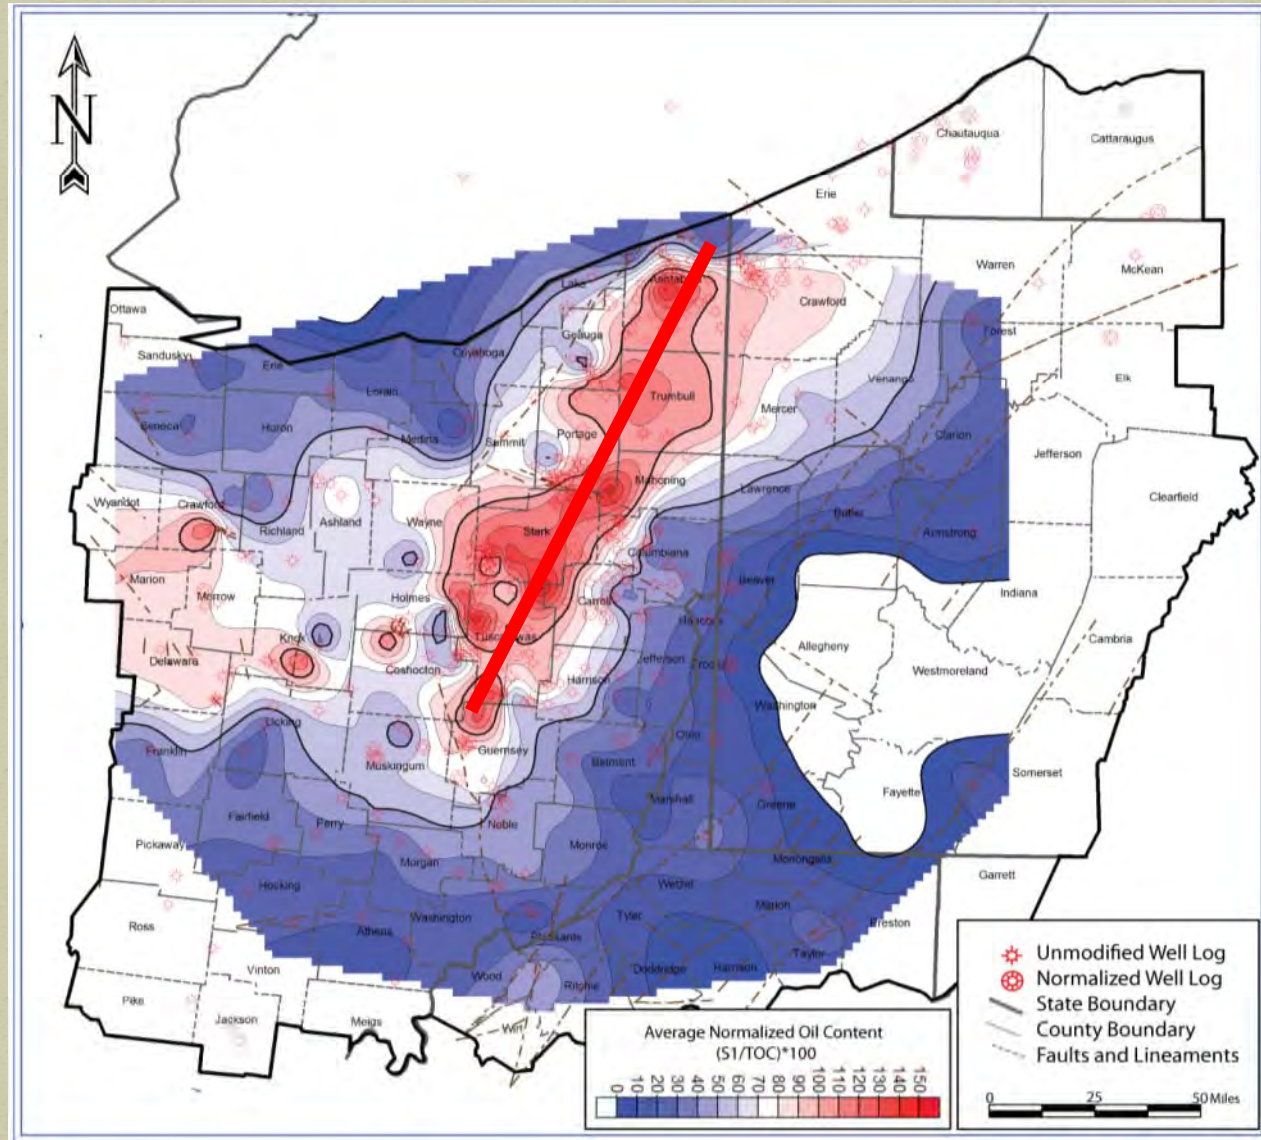 N
Chautauqua
Cattaraugus
Erie
Warren
McKean
Lake
Crawford
Ottawa
Geauga
Forest
Sandusky
Erie
Cuyahoga
Elk
Lorain
Venango
Trumbull
Mercer
Seneca
Huron
Medina
Summit
Portage
Clarion
Jefferson
Mahoning
Lawrence
Clearfield
Wyandot
Crawford
Richland
Ashland
Wayne
Stark
Butler
Armstrong
Columbiana
Marion
Beaver
Morrow
Holmes
Carroll
Indiana
Hancock
Knox
Cambria
Allegheny
Delaware
Coshocton
Jefferson
Westmoreland
Harrison
Washington
Licking
Ohio
Franklin
Guernsey
Muskingum
Belmont
Somerset
Marshall
Greene
Fayette
Fairfield
Perry
Noble
Monroe
Pickaway
Morgan
Monongalia
Garrett
Hocking
Wetzel
Marion
Washington
Tyler
Preston
Ross
Athens
Pleasants
Taylor
Vinton
Wood
Doddridge
Harrison
Ritchie
Pike
Jackson
Meigs
Wirt
Average Normalized Oil Content
(S1/TOC)*100
0 10 20 30 40 50 60 70 80 90 100 110 120 130 140 150
Unmodified Well Log
Normalized Well Log
State Boundary
County Boundary
Faults and Lineaments
0 25 50 Miles